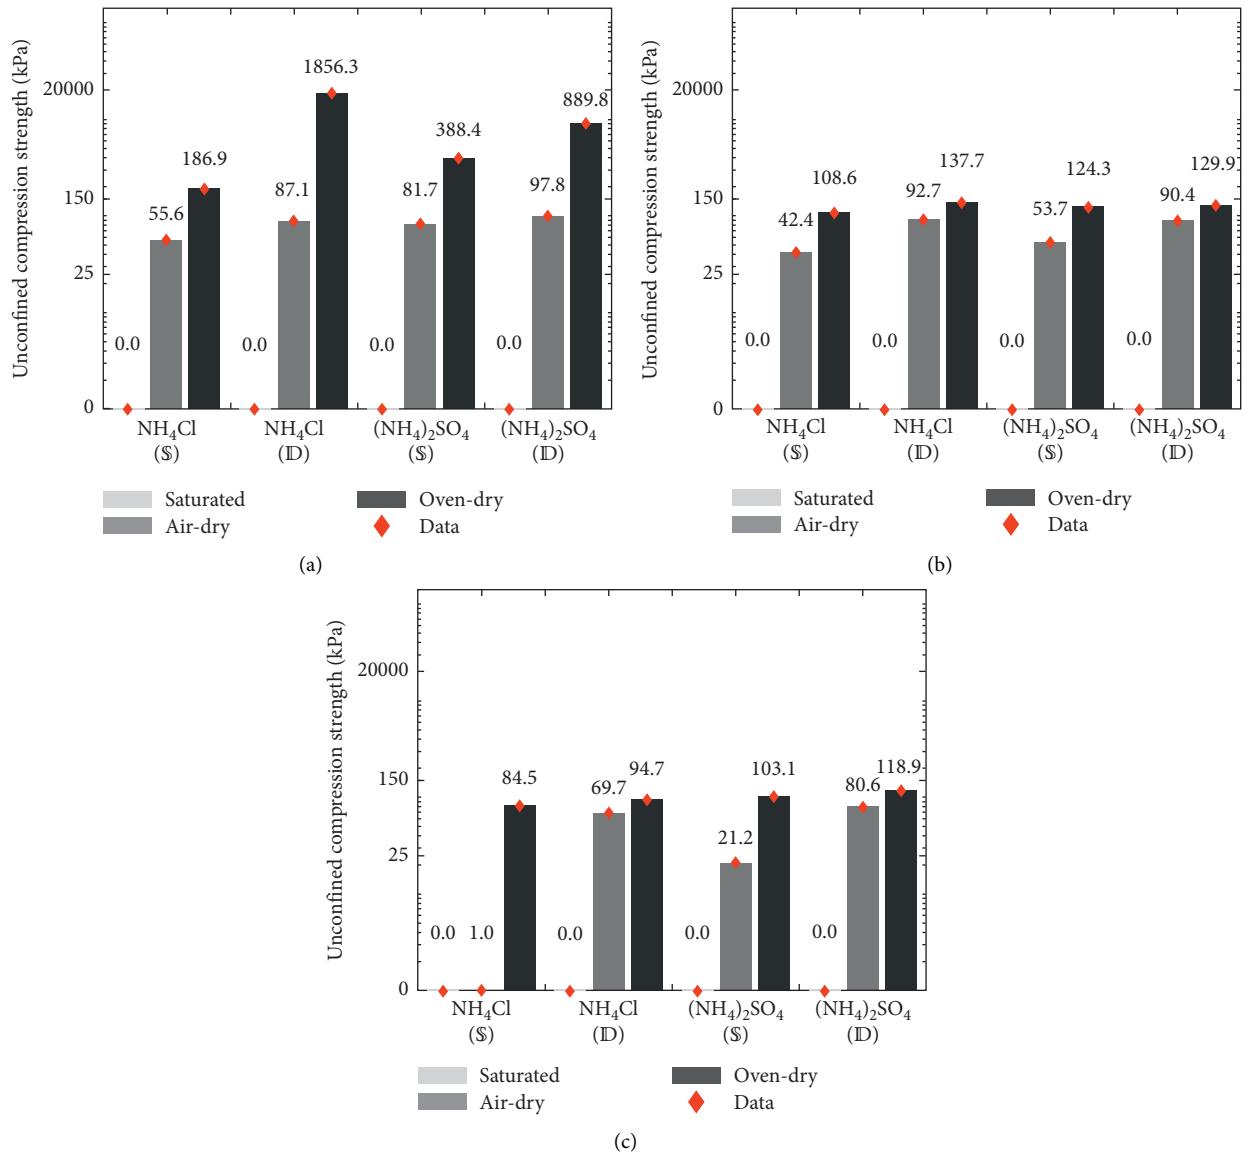 Unconfined compression strength (kPa)
20000
150
25
0
0.0
55.6
186.9
0.0
87.1
1856.3
0.0
81.7
388.4
0.0
97.8
889.8
NH₄Cl
(𝕊)
NH₄Cl
(𝔻)
(NH₄)₂SO₄
(𝕊)
(NH₄)₂SO₄
(𝔻)
Saturated
Air-dry
Oven-dry
Data
(a)
Unconfined compression strength (kPa)
20000
150
25
0
0.0
42.4
108.6
0.0
92.7
137.7
0.0
53.7
124.3
0.0
90.4
129.9
NH₄Cl
(𝕊)
NH₄Cl
(𝔻)
(NH₄)₂SO₄
(𝕊)
(NH₄)₂SO₄
(𝔻)
Saturated
Air-dry
Oven-dry
Data
(b)
Unconfined compression strength (kPa)
20000
150
25
0
0.0
1.0
84.5
0.0
69.7
94.7
0.0
21.2
103.1
0.0
80.6
118.9
NH₄Cl
(𝕊)
NH₄Cl
(𝔻)
(NH₄)₂SO₄
(𝕊)
(NH₄)₂SO₄
(𝔻)
Saturated
Air-dry
Oven-dry
Data
(c)